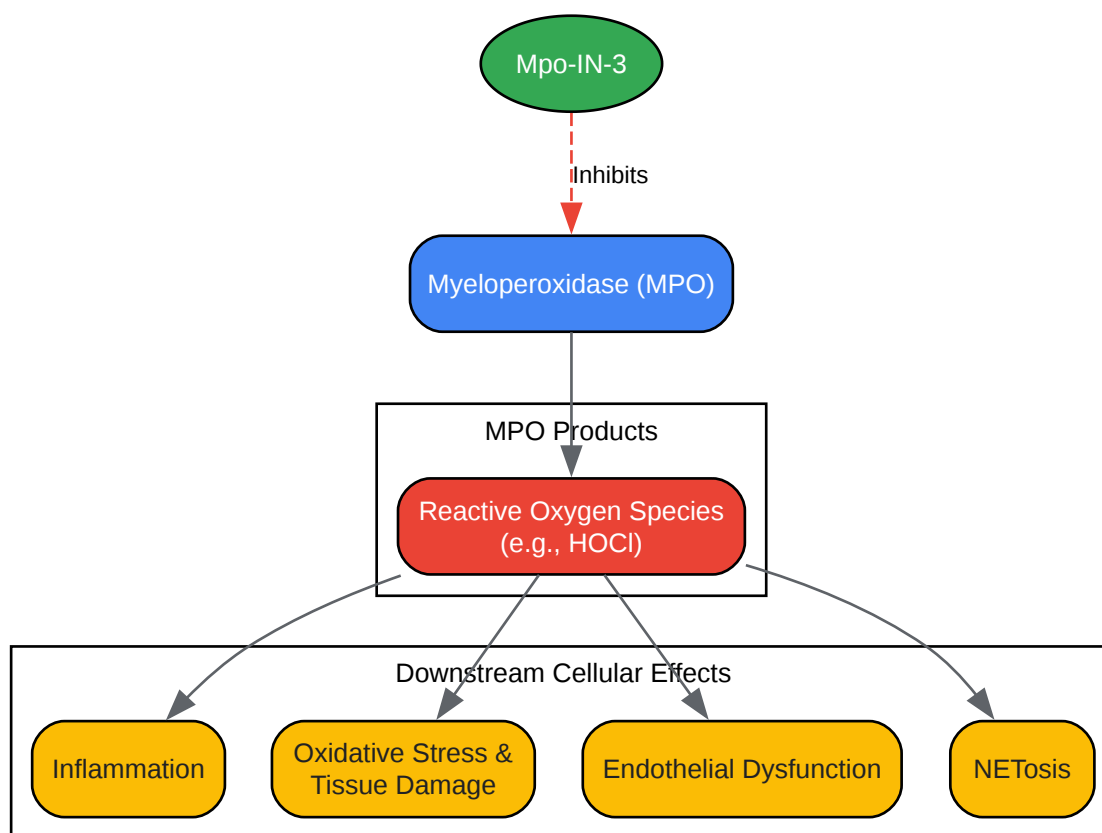 Mpo-IN-3
Inhibits
Myeloperoxidase (MPO)
MPO Products
Reactive Oxygen Species
(e.g., HOCl)
Downstream Cellular Effects
Inflammation
Oxidative Stress &
Tissue Damage
Endothelial Dysfunction
NETosis